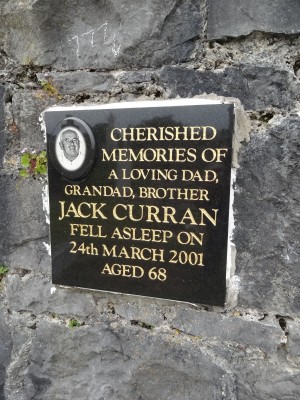 CHERISHED
MEMORIES OF
A LOVING DAD,
GRANDAD, BROTHER
JACK CURRAN
FELL ASLEEP ON
24th MARCH 2001
AGED 68